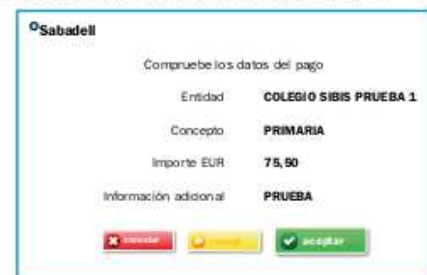 Sabadell
Compruebe los datos del pago
Entidad COLEGIO SIBIS PRUEBA 1
Concepto PRIMARIA
Importe EUR 75,50
Información adicional PRUEBA
cancelar aceptar